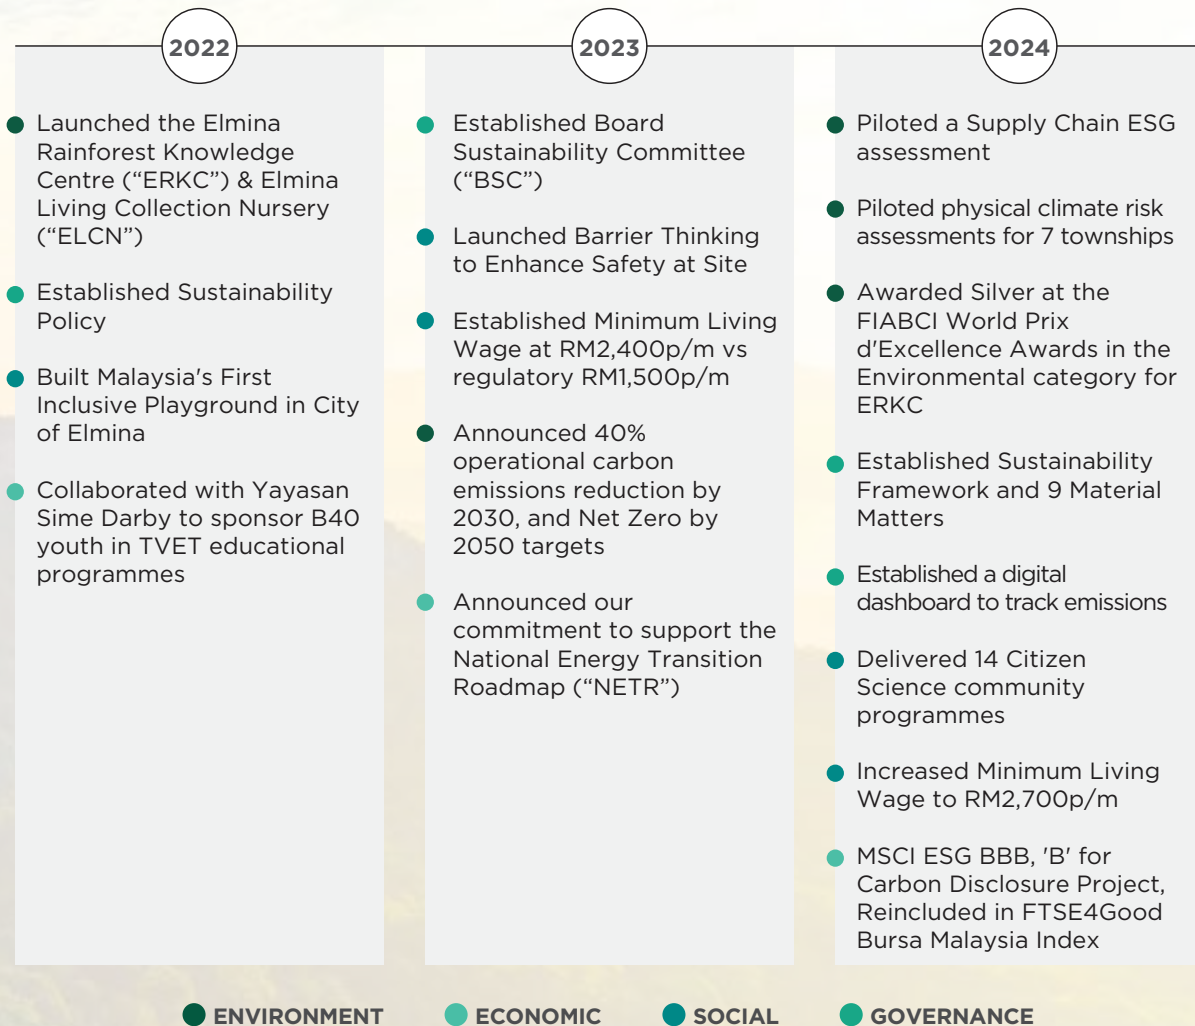 2022
Launched the Elmina
Rainforest Knowledge
Centre (“ERKC”) & Elmina
Living Collection Nursery
(“ELCN”)
Established Sustainability
Policy
Built Malaysia's First
Inclusive Playground in City
of Elmina
Collaborated with Yayasan
Sime Darby to sponsor B40
youth in TVET educational
programmes
2023
Established Board
Sustainability Committee
(“BSC”)
Launched Barrier Thinking
to Enhance Safety at Site
Established Minimum Living
Wage at RM2,400p/m vs
regulatory RM1,500p/m
Announced 40%
operational carbon
emissions reduction by
2030, and Net Zero by
2050 targets
Announced our
commitment to support the
National Energy Transition
Roadmap (“NETR”)
2024
Piloted a Supply Chain ESG
assessment
Piloted physical climate risk
assessments for 7 townships
Awarded Silver at the
FIABCI World Prix
d'Excellence Awards in the
Environmental category for
ERKC
Established Sustainability
Framework and 9 Material
Matters
Established a digital
dashboard to track emissions
Delivered 14 Citizen
Science community
programmes
Increased Minimum Living
Wage to RM2,700p/m
MSCI ESG BBB, 'B' for
Carbon Disclosure Project,
Reincluded in FTSE4Good
Bursa Malaysia Index
ENVIRONMENT ECONOMIC SOCIAL GOVERNANCE